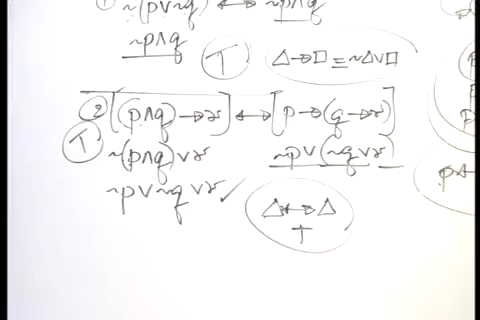 ① ~(p∨~q) ↔ ~p∧q
~p∧q
T
△→□ ≡ ~△∨□
② [(p∧q)→r] ↔ [p→(q→r)]
T
~(p∧q)∨r
~p∨(~q∨r)
~p∨~q∨r ✓
△↔△
T